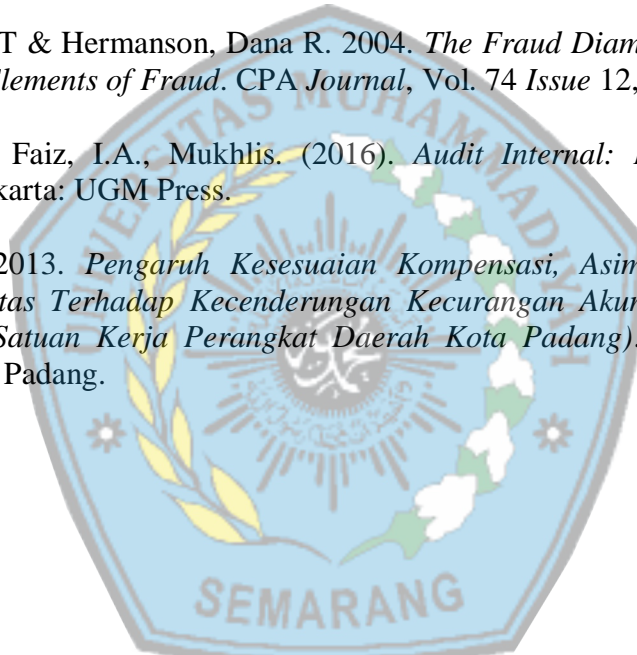 T & Hermanson, Dana R. 2004. The Fraud Diam
lements of Fraud. CPA Journal, Vol. 74 Issue 12,
Faiz, I.A., Mukhlis. (2016). Audit Internal:
karta: UGM Press.
2013. Pengaruh Kesesuaian Kompensasi, Asim
tas Terhadap Kecenderungan Kecurangan Akun
Satuan Kerja Perangkat Daerah Kota Padang).
Padang.
UNIVERSITAS MUHAMMADIYAH
SEMARANG